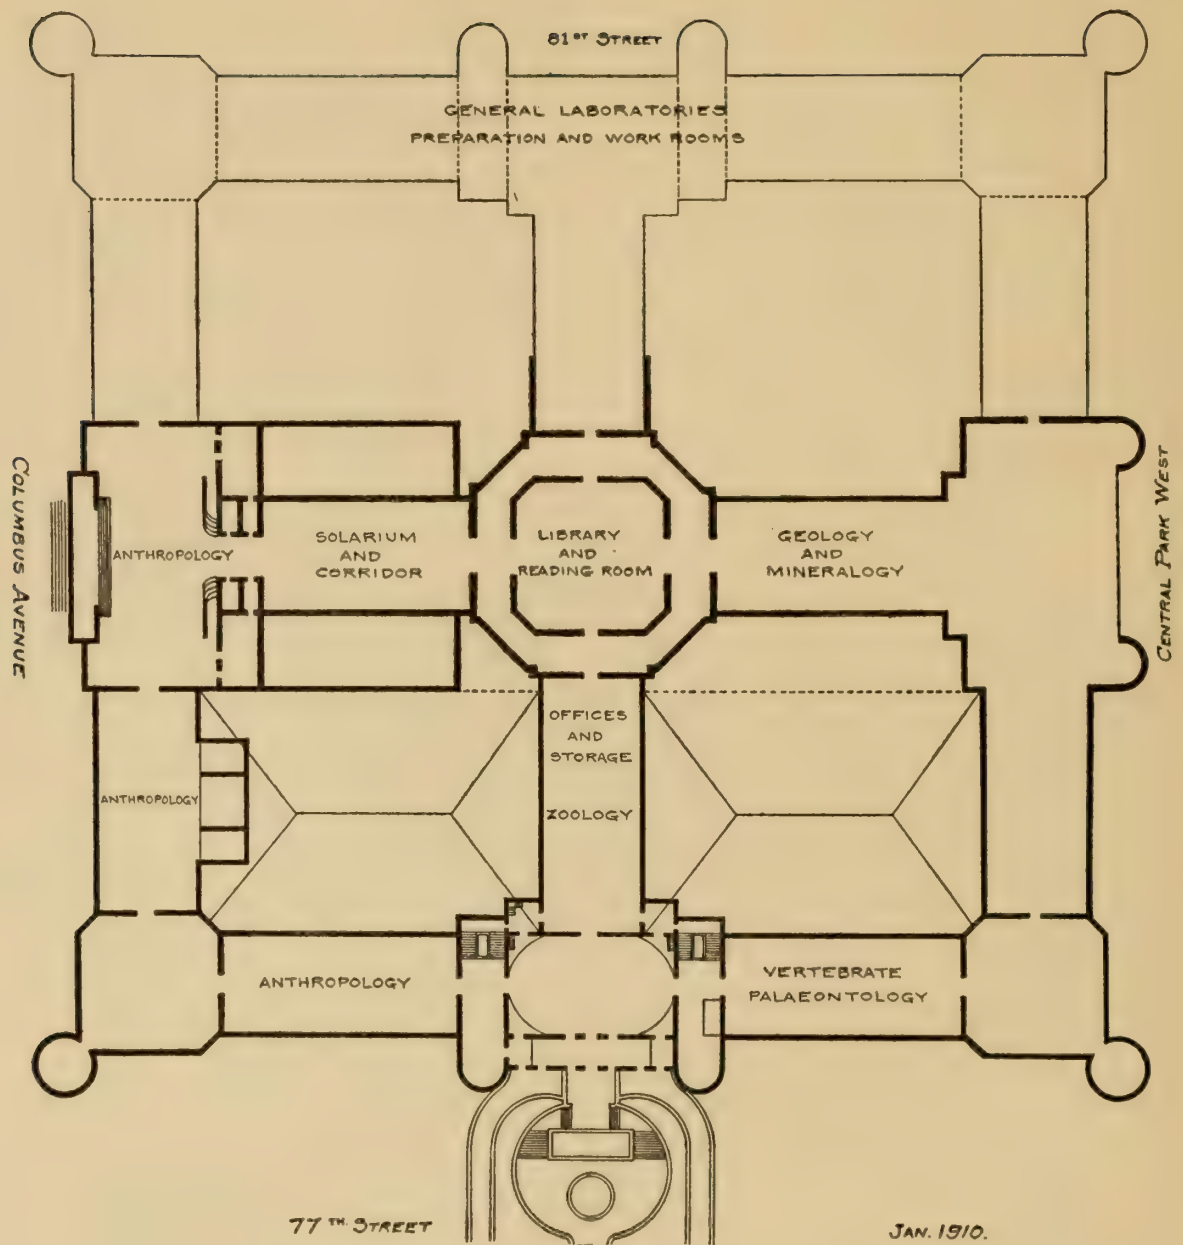 81ST STREET
GENERAL LABORATORIES
PREPARATION AND WORK ROOMS
COLUMBUS AVENUE
ANTHROPOLOGY
SOLARIUM
AND
CORRIDOR
LIBRARY
AND
READING ROOM
GEOLOGY
AND
MINERALOGY
CENTRAL PARK WEST
OFFICES
AND
STORAGE
ZOOLOGY
ANTHROPOLOGY
ANTHROPOLOGY
VERTEBRATE
PALAEONTOLOGY
77TH. STREET
JAN. 1910.